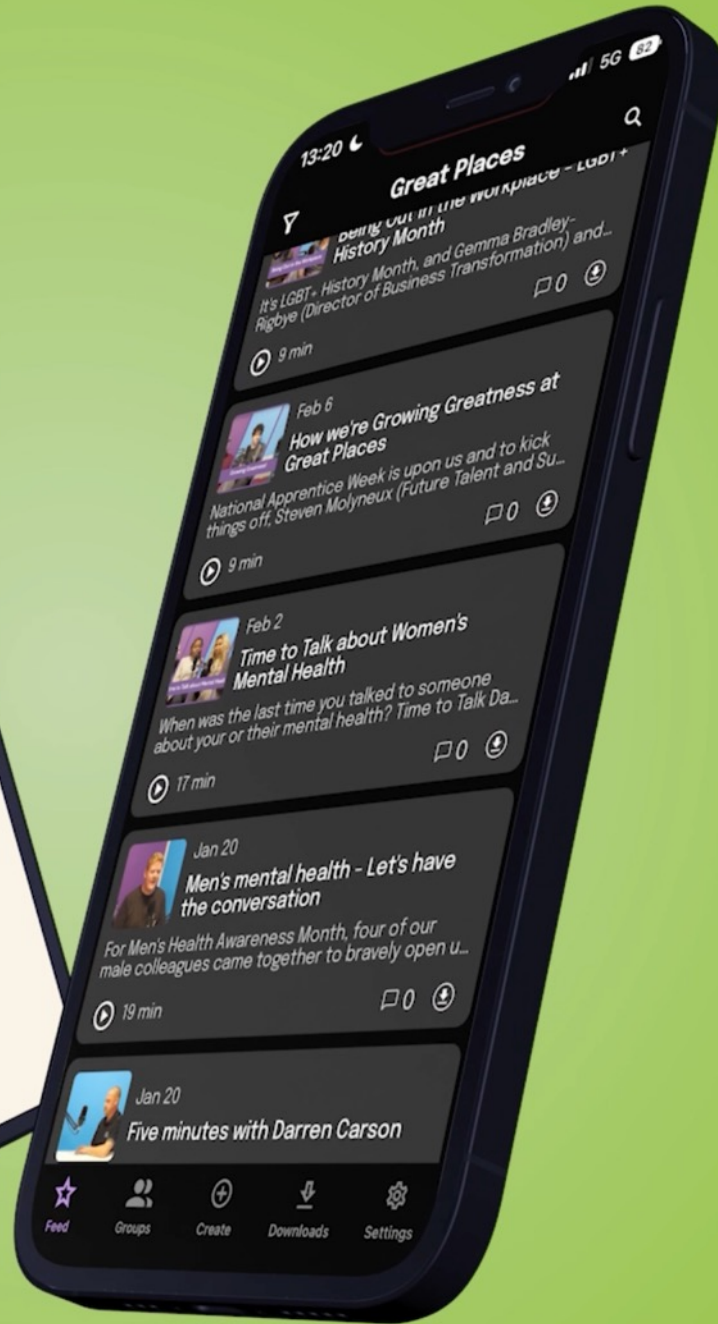 13:20
5G 82
Great Places
Being Out in the Workplace - LGBT+
History Month
It's LGBT+ History Month, and Gemma Bradley-
Rigbye (Director of Business Transformation) and...
0
9 min
Feb 6
How we're Growing Greatness at
Great Places
National Apprentice Week is upon us and to kick
things off, Steven Molyneux (Future Talent and Su...
0
9 min
Feb 2
Time to Talk about Women's
Mental Health
When was the last time you talked to someone
about your or their mental health? Time to Talk Da...
0
17 min
Jan 20
Men's mental health - Let's have
the conversation
For Men's Health Awareness Month, four of our
male colleagues came together to bravely open u...
0
19 min
Jan 20
Five minutes with Darren Carson
Feed
Groups
Create
Downloads
Settings